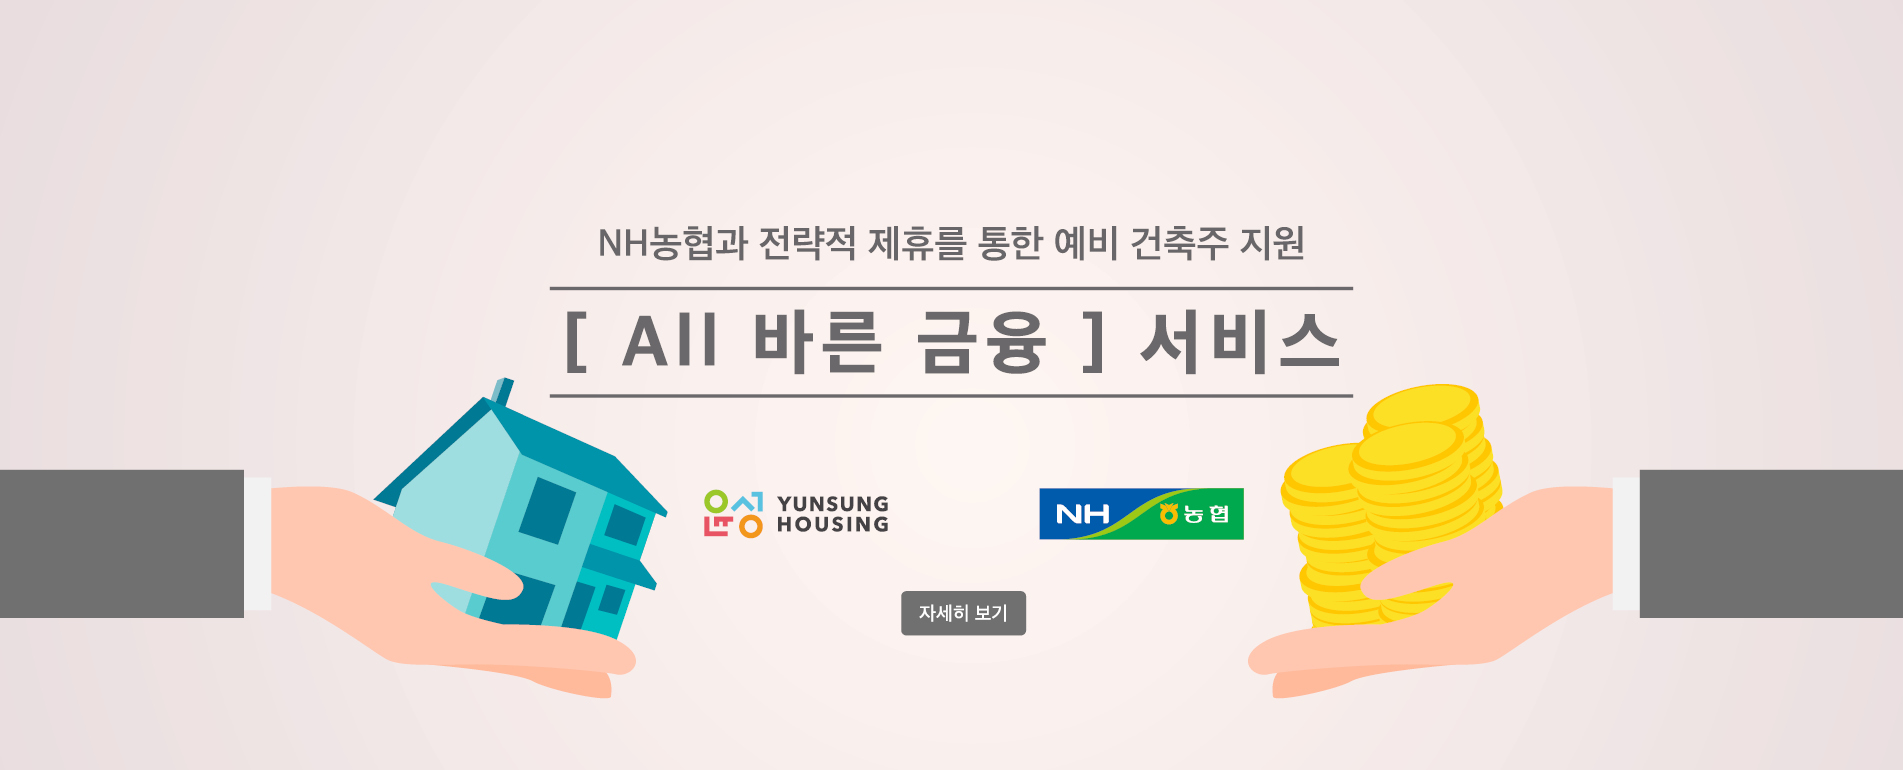 NH농협과 전략적 제휴를 통한 예비 건축주 지원
[ All 바른 금융 ] 서비스
윤성 YUNSUNG
HOUSING
NH 농협
자세히 보기